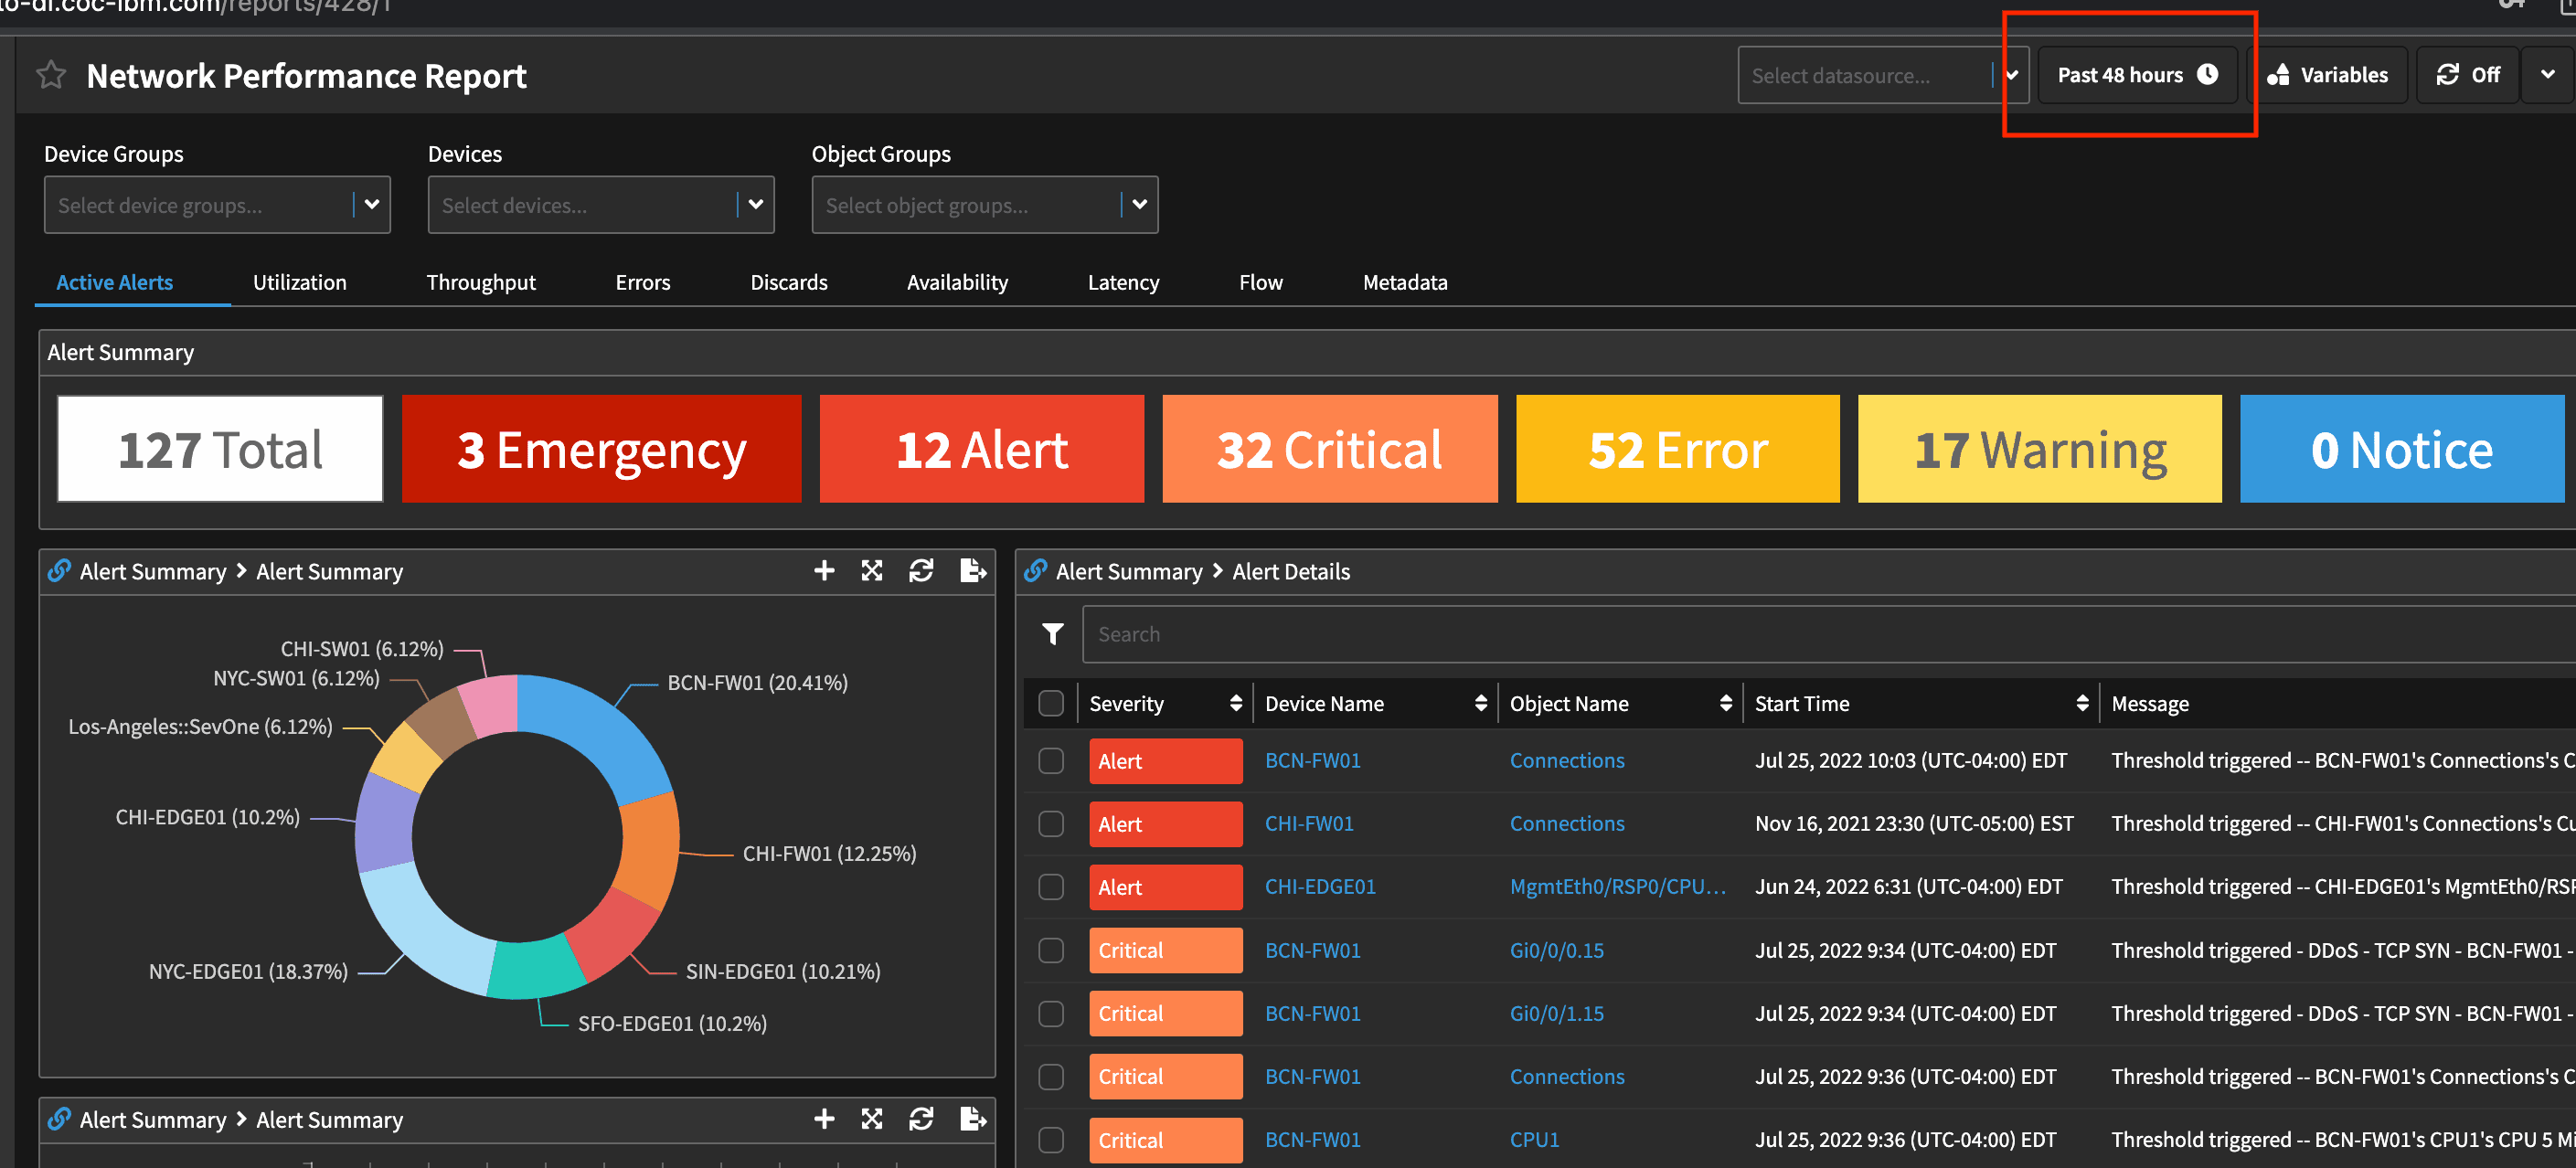 to-di.coc-ibm.com/reports/428/1
Network Performance Report
Select datasource...
Past 48 hours
Variables
Off
Device Groups
Devices
Object Groups
Select device groups...
Select devices...
Select object groups...
Active Alerts
Utilization
Throughput
Errors
Discards
Availability
Latency
Flow
Metadata
Alert Summary
127 Total
3 Emergency
12 Alert
32 Critical
52 Error
17 Warning
0 Notice
Alert Summary > Alert Summary
CHI-SW01 (6.12%)
NYC-SW01 (6.12%)
BCN-FW01 (20.41%)
Los-Angeles::SevOne (6.12%)
CHI-EDGE01 (10.2%)
CHI-FW01 (12.25%)
NYC-EDGE01 (18.37%)
SIN-EDGE01 (10.21%)
SFO-EDGE01 (10.2%)
Alert Summary > Alert Summary
Alert Summary > Alert Details
Search
Severity Device Name Object Name Start Time Message
Alert BCN-FW01 Connections Jul 25, 2022 10:03 (UTC-04:00) EDT Threshold triggered -- BCN-FW01's Connections's C
Alert CHI-FW01 Connections Nov 16, 2021 23:30 (UTC-05:00) EST Threshold triggered -- CHI-FW01's Connections's Cu
Alert CHI-EDGE01 MgmtEth0/RSP0/CPU... Jun 24, 2022 6:31 (UTC-04:00) EDT Threshold triggered -- CHI-EDGE01's MgmtEth0/RSP
Critical BCN-FW01 Gi0/0/0.15 Jul 25, 2022 9:34 (UTC-04:00) EDT Threshold triggered - DDoS - TCP SYN - BCN-FW01 -
Critical BCN-FW01 Gi0/0/1.15 Jul 25, 2022 9:34 (UTC-04:00) EDT Threshold triggered - DDoS - TCP SYN - BCN-FW01 -
Critical BCN-FW01 Connections Jul 25, 2022 9:36 (UTC-04:00) EDT Threshold triggered -- BCN-FW01's Connections's C
Critical BCN-FW01 CPU1 Jul 25, 2022 9:36 (UTC-04:00) EDT Threshold triggered -- BCN-FW01's CPU1's CPU 5 Mi